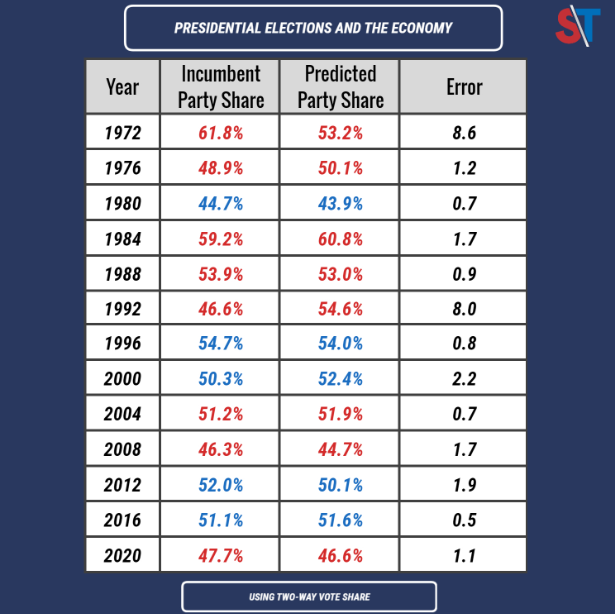 PRESIDENTIAL ELECTIONS AND THE ECONOMY
S\T
Year Incumbent Party Share Predicted Party Share Error
1972 61.8% 53.2% 8.6
1976 48.9% 50.1% 1.2
1980 44.7% 43.9% 0.7
1984 59.2% 60.8% 1.7
1988 53.9% 53.0% 0.9
1992 46.6% 54.6% 8.0
1996 54.7% 54.0% 0.8
2000 50.3% 52.4% 2.2
2004 51.2% 51.9% 0.7
2008 46.3% 44.7% 1.7
2012 52.0% 50.1% 1.9
2016 51.1% 51.6% 0.5
2020 47.7% 46.6% 1.1
USING TWO-WAY VOTE SHARE